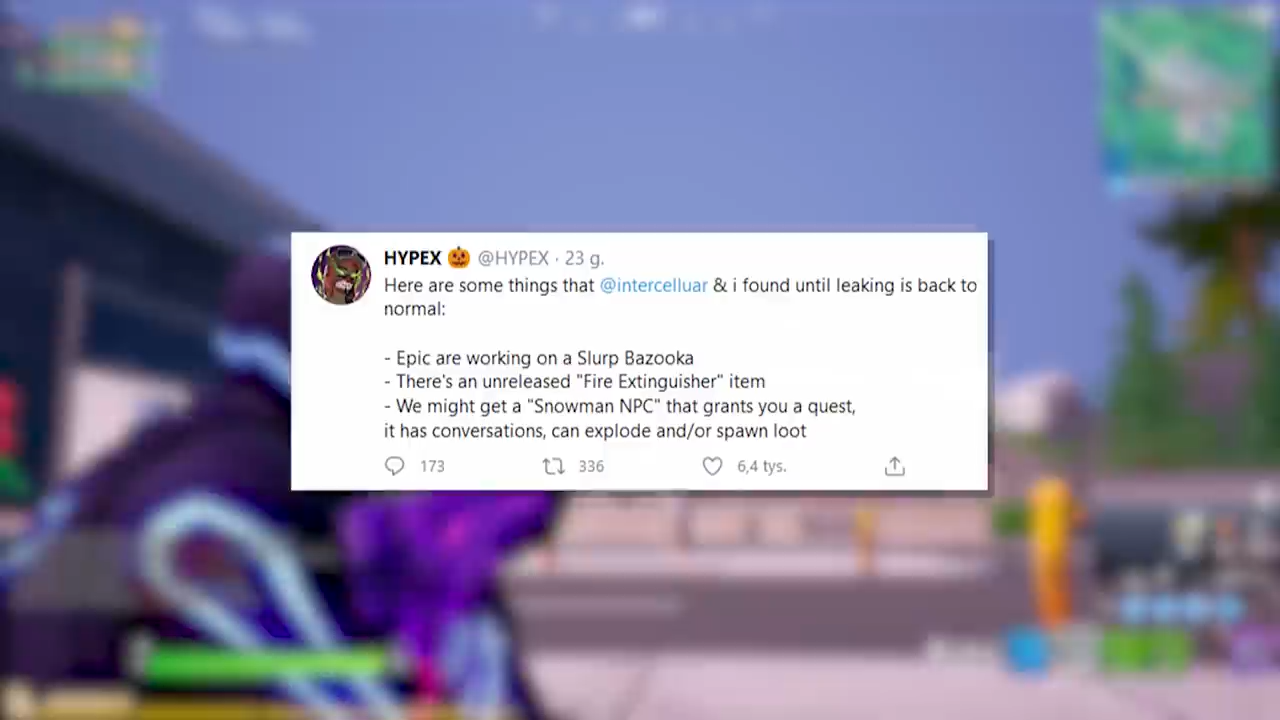 HYPEX 🎃 @HYPEX · 23 g.
Here are some things that @intercelluar & i found until leaking is back to
normal:
- Epic are working on a Slurp Bazooka
- There's an unreleased "Fire Extinguisher" item
- We might get a "Snowman NPC" that grants you a quest,
it has conversations, can explode and/or spawn loot
173 336 6,4 tys.